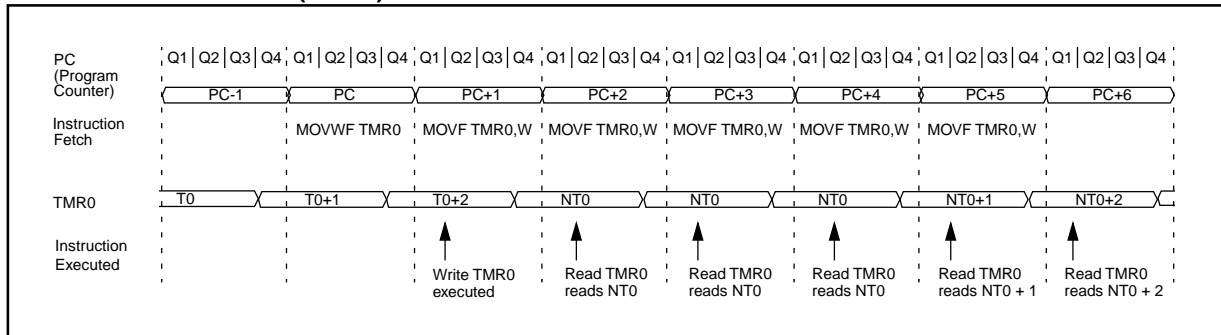 PC
(Program
Counter)
Q1 Q2 Q3 Q4 Q1 Q2 Q3 Q4 Q1 Q2 Q3 Q4 Q1 Q2 Q3 Q4 Q1 Q2 Q3 Q4 Q1 Q2 Q3 Q4 Q1 Q2 Q3 Q4 Q1 Q2 Q3 Q4
PC-1 PC PC+1 PC+2 PC+3 PC+4 PC+5 PC+6
Instruction
Fetch
MOVWF TMR0 MOVF TMR0,W MOVF TMR0,W MOVF TMR0,W MOVF TMR0,W MOVF TMR0,W
TMR0
T0 T0+1 T0+2 NT0 NT0 NT0 NT0+1 NT0+2
Instruction
Executed
Write TMR0
executed
Read TMR0
reads NT0
Read TMR0
reads NT0
Read TMR0
reads NT0
Read TMR0
reads NT0 + 1
Read TMR0
reads NT0 + 2